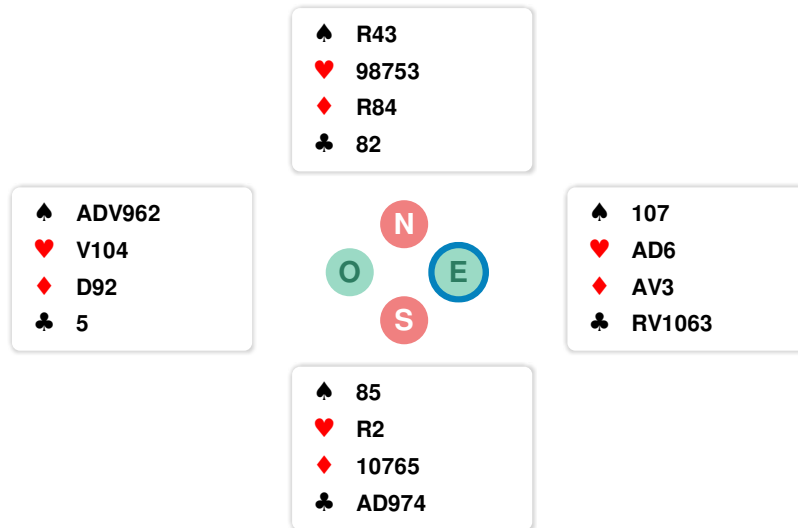 ♠ R43
♥ 98753
♦ R84
♣ 82
♠ ADV962
♥ V104
♦ D92
♣ 5
N
O E
S
♠ 107
♥ AD6
♦ AV3
♣ RV1063
♠ 85
♥ R2
♦ 10765
♣ AD974